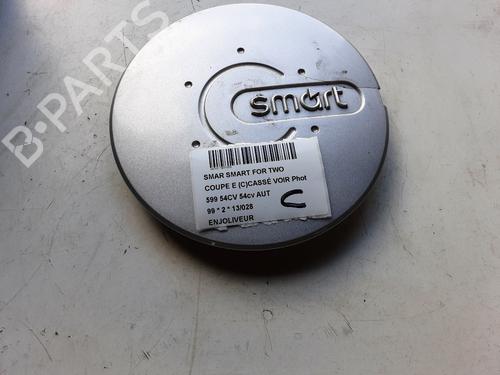 B-PARTS
smart
SMAR SMART FOR TWO
COUPE E (C)CASSÉ VOIR Phot
599 54CV 54cv AUT
99 * 2 * 13/028
ENJOLIVEUR
C